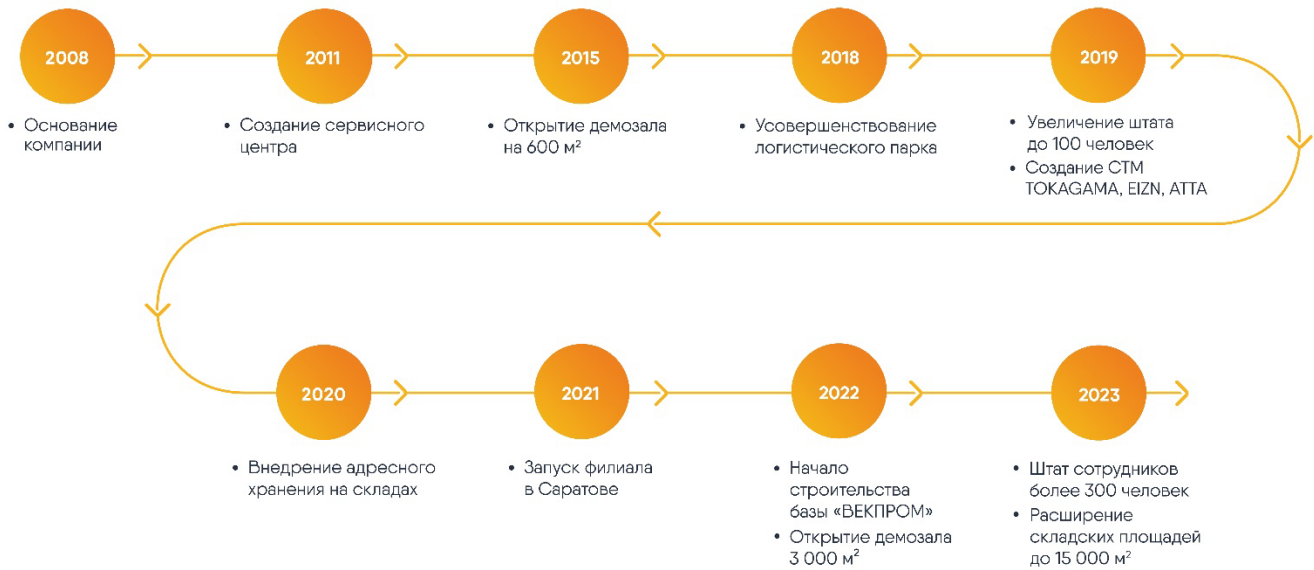 2008
• Основание
компании
2011
• Создание сервисного
центра
2015
• Открытие демозала
на 600 м²
2018
• Усовершенствование
логистического парка
2019
• Увеличение штата
до 100 человек
• Создание СТМ
TOKAGAMA, EIZN, ATTA
2020
• Внедрение адресного
хранения на складах
2021
• Запуск филиала
в Саратове
2022
• Начало
строительства
базы «ВЕКПРОМ»
• Открытие демозала
3 000 м²
2023
• Штат сотрудников
более 300 человек
• Расширение
складских площадей
до 15 000 м²